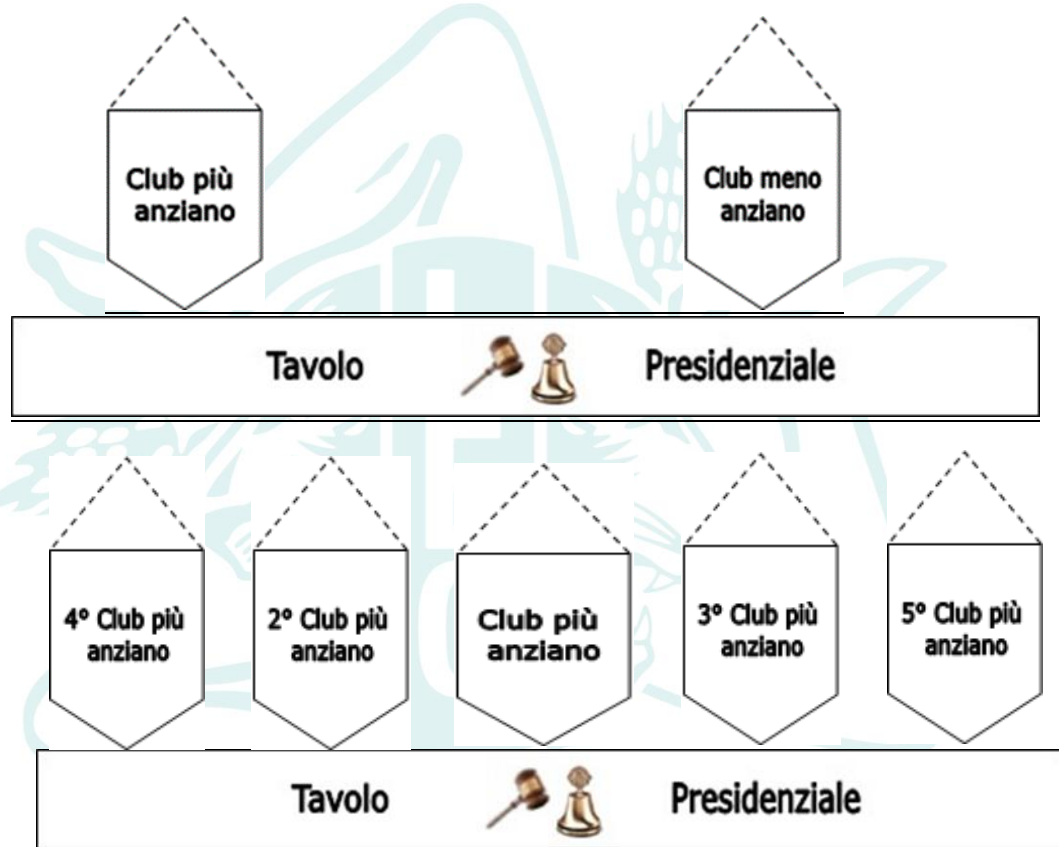 Club più
anziano
Club meno
anziano
Tavolo Presidenziale
4° Club più
anziano
2° Club più
anziano
Club più
anziano
3° Club più
anziano
5° Club più
anziano
Tavolo Presidenziale